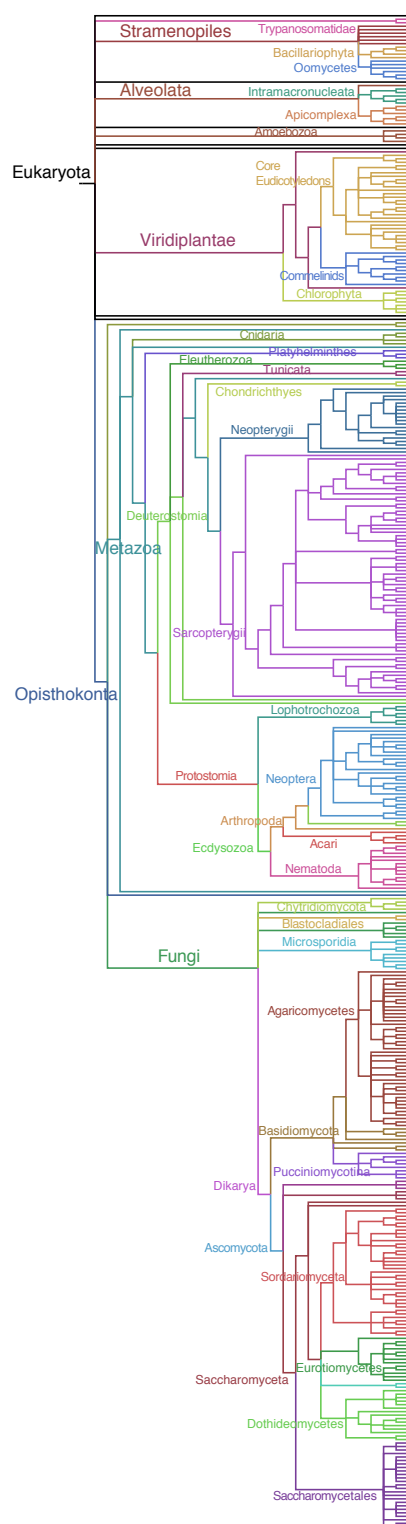 Stramenopiles
Trypanosomatidae
Bacillariophyta
Oomycetes
Alveolata
Intramacronucleata
Apicomplexa
Amoebozoa
Eukaryota
Core
Eudicotyledons
Viridiplantae
Commelinids
Chlorophyta
Cnidaria
Platyhelminthes
Eleutherozoa
Tunicata
Chondrichthyes
Neopterygii
Deuterostomia
Metazoa
Sarcopterygii
Opisthokonta
Lophotrochozoa
Protostomia
Neoptera
Arthropoda
Acari
Ecdysozoa
Nematoda
Chytridiomycota
Blastocladiales
Microsporidia
Fungi
Agaricomycetes
Basidiomycota
Pucciniomycotina
Dikarya
Ascomycota
Sordariomyceta
Eurotiomycetes
Saccharomyceta
Dothideomycetes
Saccharomycetales